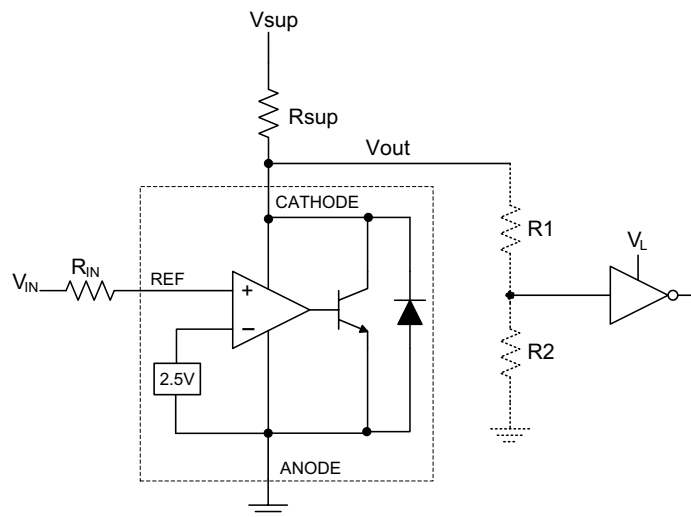 Vsup
Rsup
Vout
CATHODE
R1
VIN
RIN
REF
+
VL
–
2.5V
R2
ANODE